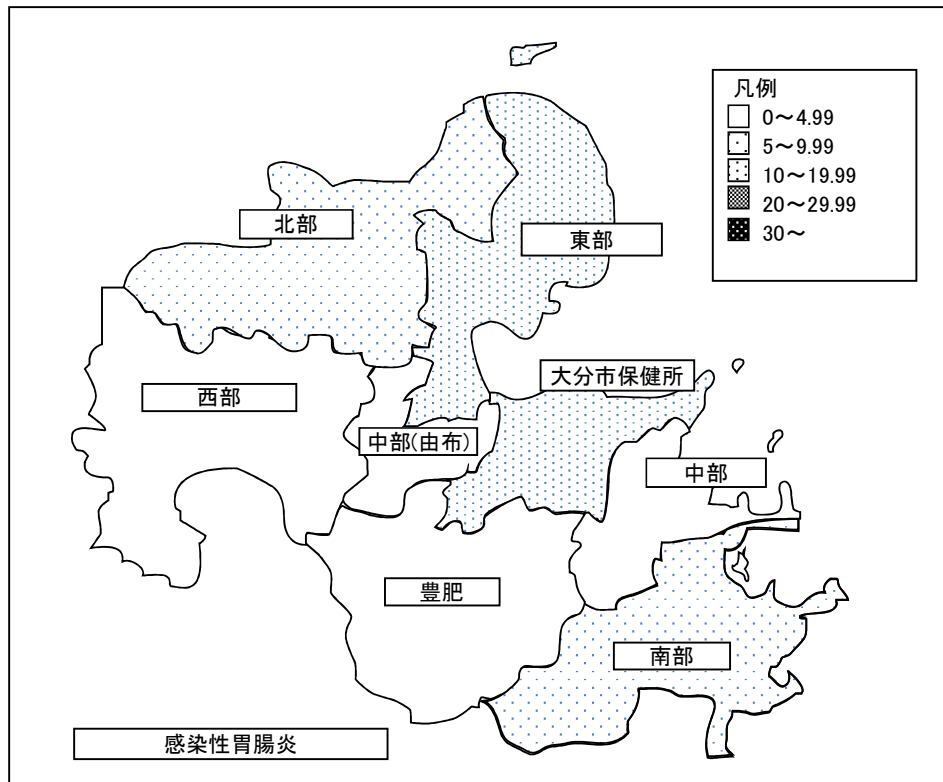 凡例
0～4.99
5～9.99
10～19.99
20～29.99
30～
北部
東部
大分市保健所
西部
中部(由布)
中部
豊肥
南部
感染性胃腸炎